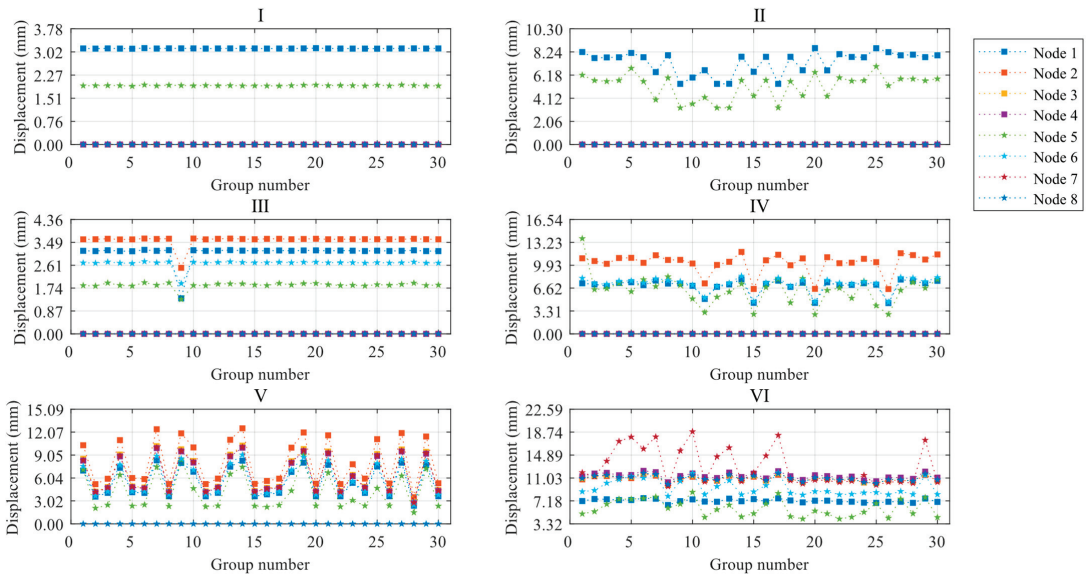 I
Displacement (mm)
3.78
3.02
2.27
1.51
0.76
0.00
0 5 10 15 20 25 30
Group number
II
Displacement (mm)
10.30
8.24
6.18
4.12
2.06
0.00
0 5 10 15 20 25 30
Group number
Node 1
Node 2
Node 3
Node 4
Node 5
Node 6
Node 7
Node 8
III
Displacement (mm)
4.36
3.49
2.61
1.74
0.87
0.00
0 5 10 15 20 25 30
Group number
IV
Displacement (mm)
16.54
13.23
9.93
6.62
3.31
0.00
0 5 10 15 20 25 30
Group number
V
Displacement (mm)
15.09
12.07
9.05
6.04
3.02
0.00
0 5 10 15 20 25 30
Group number
VI
Displacement (mm)
22.59
18.74
14.89
11.03
7.18
3.32
0 5 10 15 20 25 30
Group number